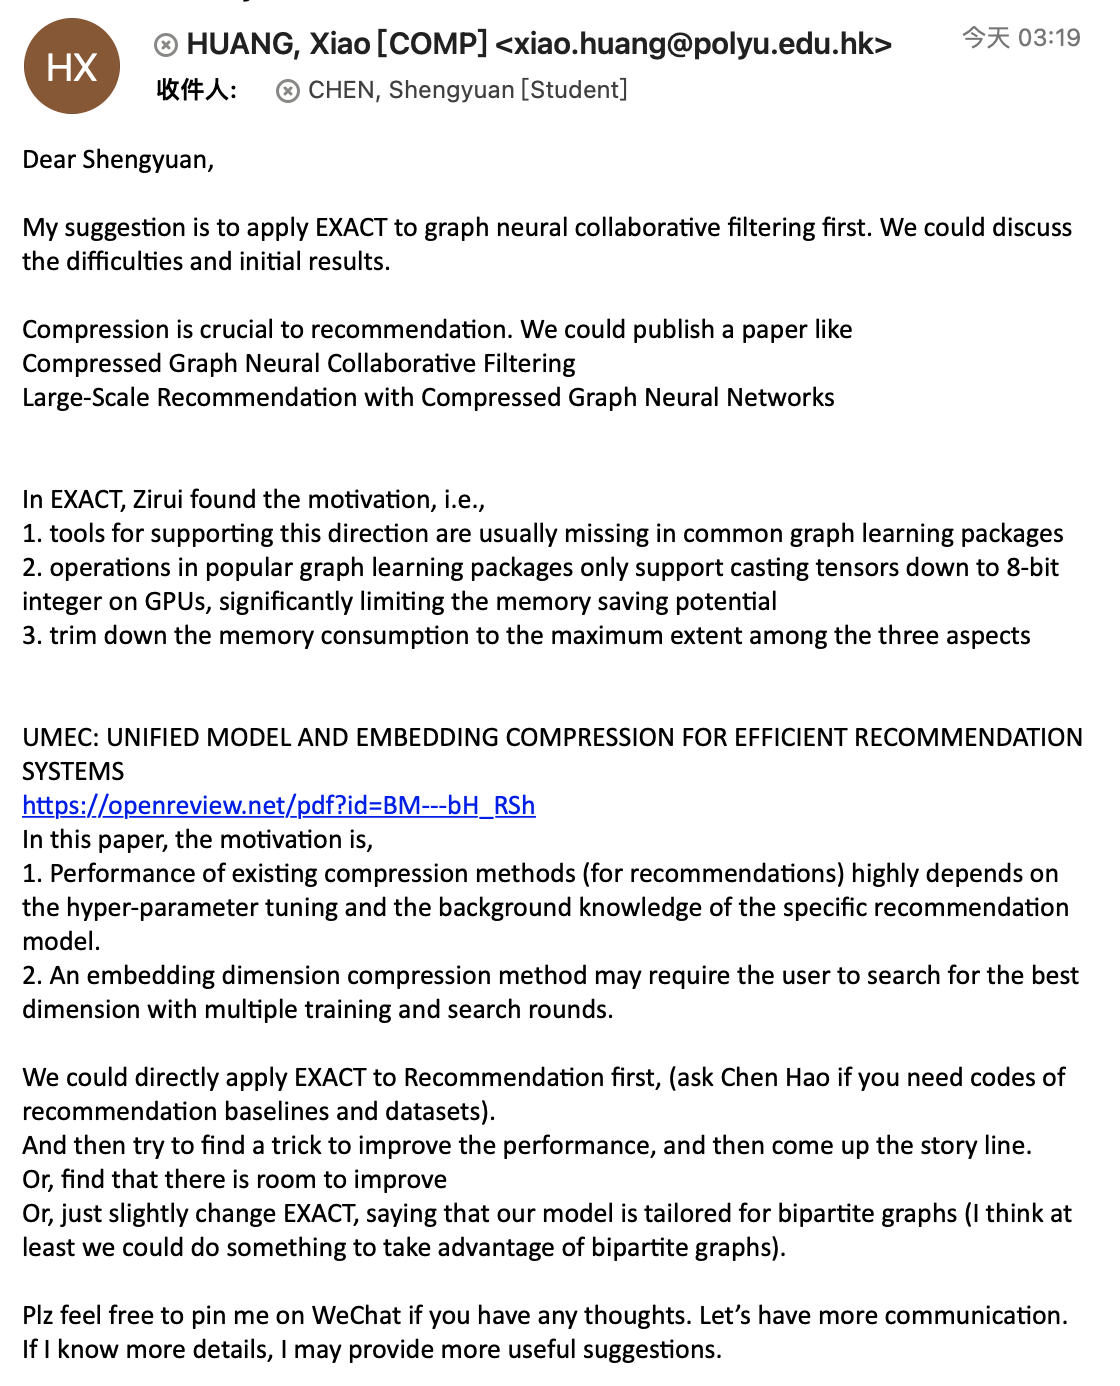 HX
HUANG, Xiao [COMP] <xiao.huang@polyu.edu.hk>
今天 03:19
收件人: CHEN, Shengyuan [Student]
Dear Shengyuan,
My suggestion is to apply EXACT to graph neural collaborative filtering first. We could discuss
the difficulties and initial results.
Compression is crucial to recommendation. We could publish a paper like
Compressed Graph Neural Collaborative Filtering
Large-Scale Recommendation with Compressed Graph Neural Networks
In EXACT, Zirui found the motivation, i.e.,
1. tools for supporting this direction are usually missing in common graph learning packages
2. operations in popular graph learning packages only support casting tensors down to 8-bit
integer on GPUs, significantly limiting the memory saving potential
3. trim down the memory consumption to the maximum extent among the three aspects
UMEC: UNIFIED MODEL AND EMBEDDING COMPRESSION FOR EFFICIENT RECOMMENDATION
SYSTEMS
https://openreview.net/pdf?id=BM---bH_RSh
In this paper, the motivation is,
1. Performance of existing compression methods (for recommendations) highly depends on
the hyper-parameter tuning and the background knowledge of the specific recommendation
model.
2. An embedding dimension compression method may require the user to search for the best
dimension with multiple training and search rounds.
We could directly apply EXACT to Recommendation first, (ask Chen Hao if you need codes of
recommendation baselines and datasets).
And then try to find a trick to improve the performance, and then come up the story line.
Or, find that there is room to improve
Or, just slightly change EXACT, saying that our model is tailored for bipartite graphs (I think at
least we could do something to take advantage of bipartite graphs).
Plz feel free to pin me on WeChat if you have any thoughts. Let's have more communication.
If I know more details, I may provide more useful suggestions.